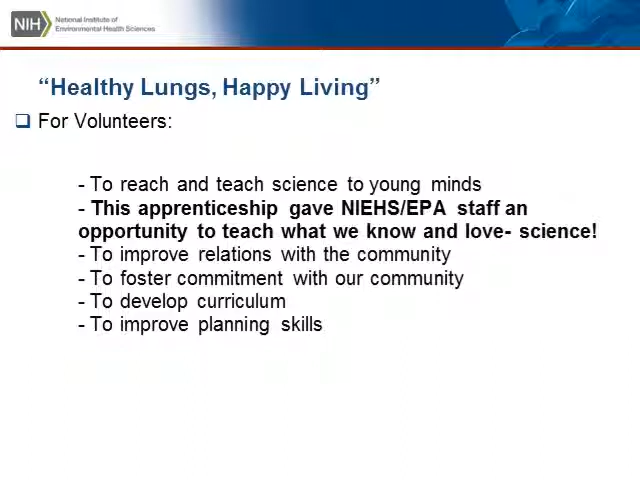 NIH
National Institute of
Environmental Health Sciences
“Healthy Lungs, Happy Living”
For Volunteers:
- To reach and teach science to young minds
- This apprenticeship gave NIEHS/EPA staff an
opportunity to teach what we know and love- science!
- To improve relations with the community
- To foster commitment with our community
- To develop curriculum
- To improve planning skills